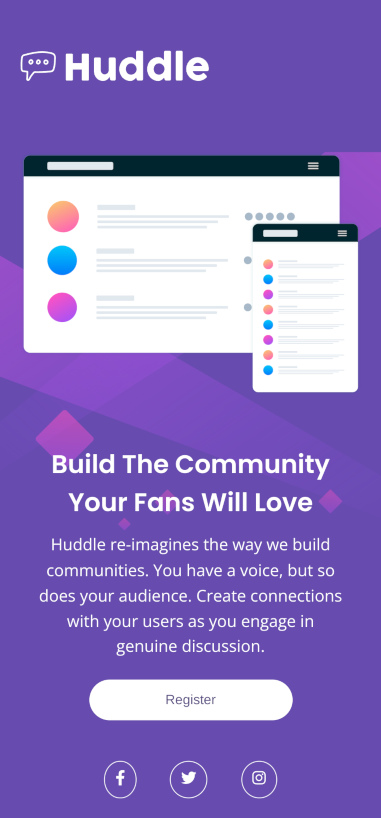 Huddle
Build The Community
Your Fans Will Love
Huddle re-imagines the way we build
communities. You have a voice, but so
does your audience. Create connections
with your users as you engage in
genuine discussion.
Register